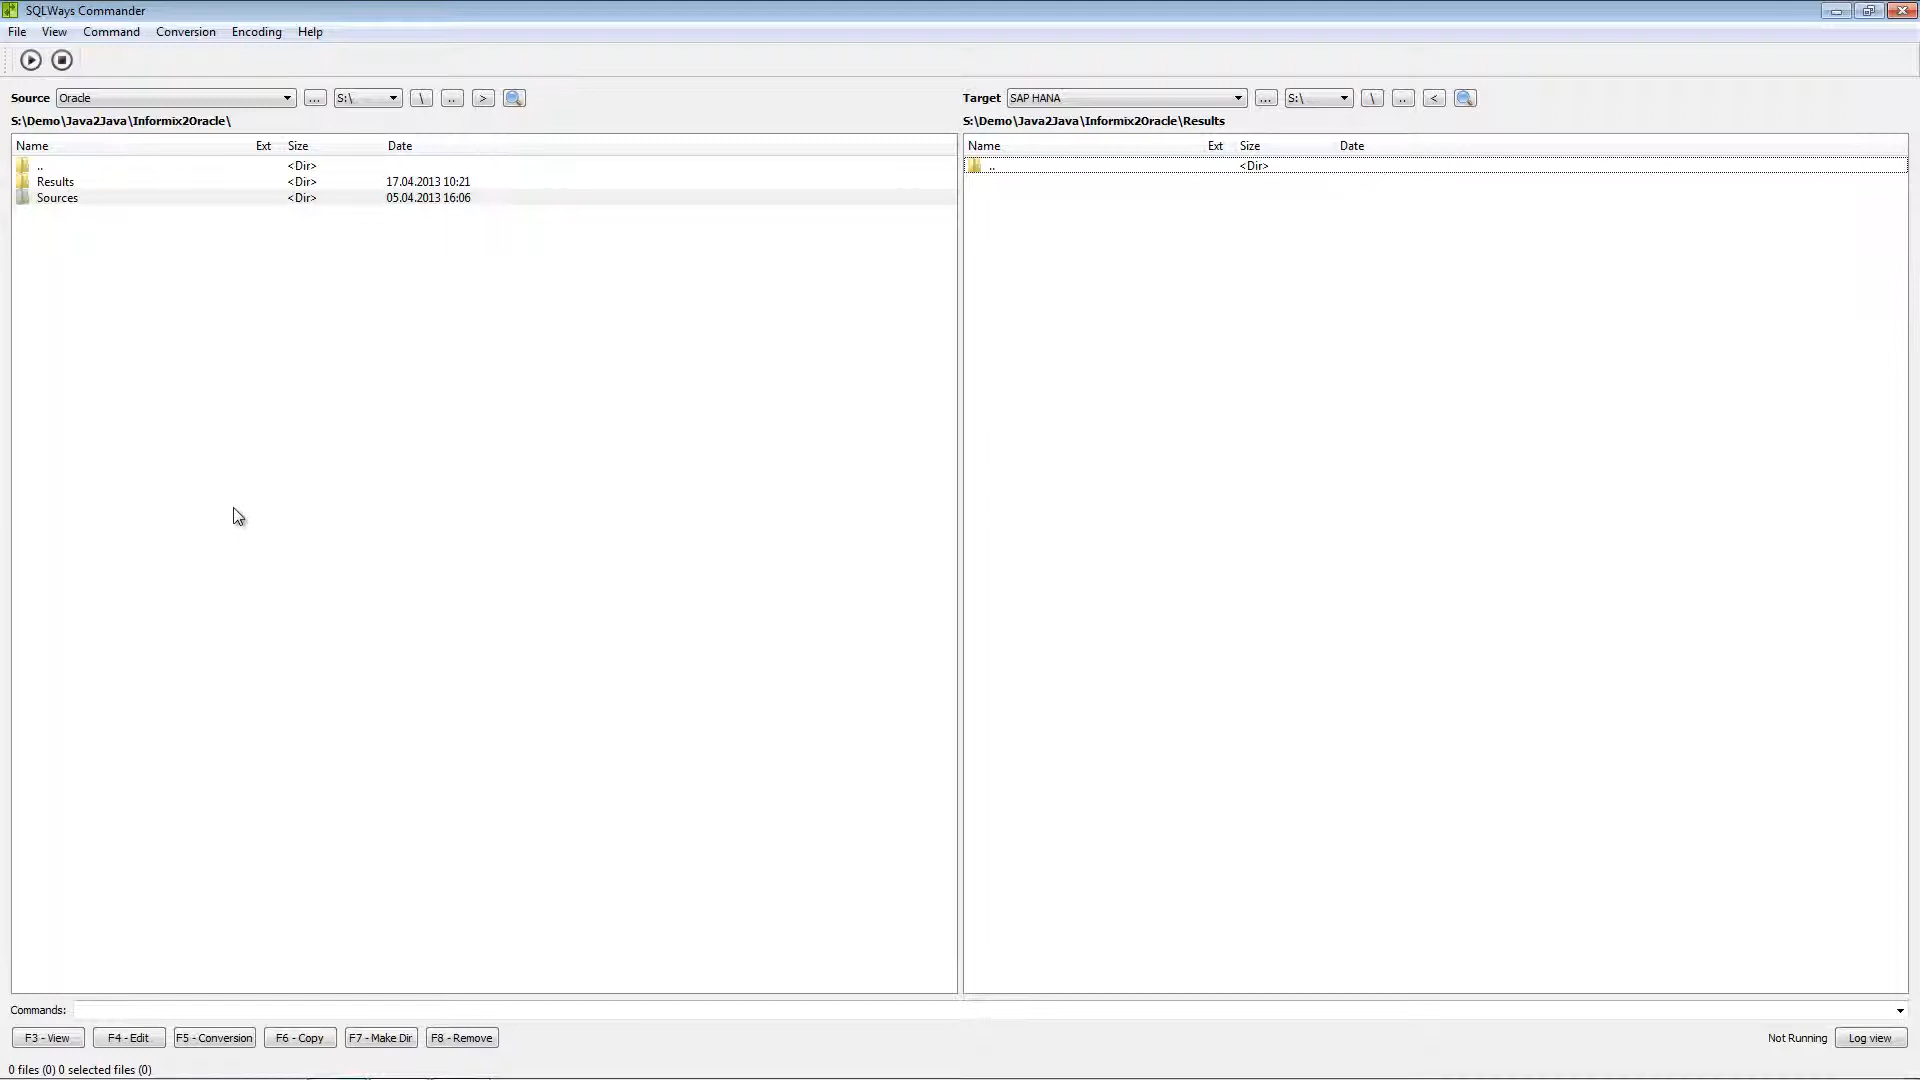 SQLWays Commander
File View Command Conversion Encoding Help
Source Oracle ... S:\ \ .. > Target SAP HANA ... S:\ \ .. <
S:\Demo\Java2Java\Informix2Oracle\ S:\Demo\Java2Java\Informix2Oracle\Results
Name Ext Size Date Name Ext Size Date
.. <Dir> .. <Dir>
Results <Dir> 17.04.2013 10:21
Sources <Dir> 05.04.2013 16:06
Commands:
F3 - View F4 - Edit F5 - Conversion F6 - Copy F7 - Make Dir F8 - Remove Not Running Log view
0 files (0) 0 selected files (0)